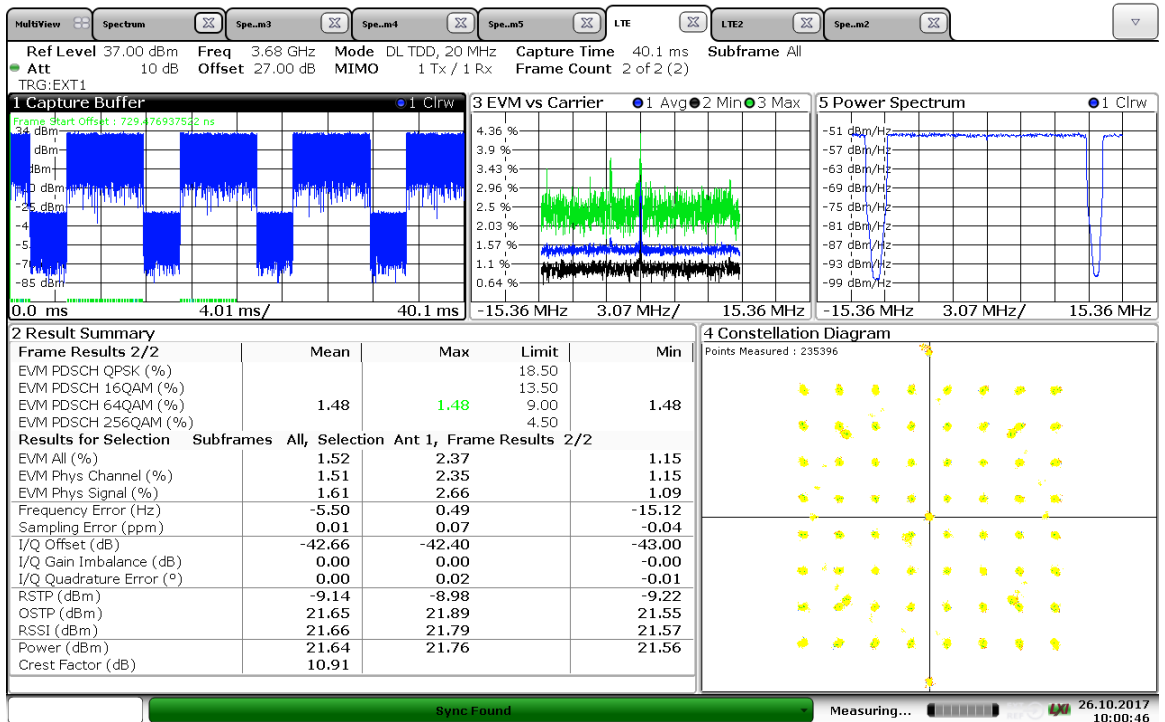 MultiView Spectrum Spe..m3 Spe..m4 Spe..m5 LTE LTE2 Spe..m2
Ref Level 37.00 dBm Freq 3.68 GHz Mode DL TDD, 20 MHz Capture Time 40.1 ms Subframe All
Att 10 dB Offset 27.00 dB MIMO 1 Tx / 1 Rx Frame Count 2 of 2 (2)
TRG:EXT1
1 Capture Buffer 1 Clrw
Frame Start Offset : 729.476937522 ns
dBm
-85 dBm
0.0 ms 4.01 ms/ 40.1 ms
3 EVM vs Carrier 1 Avg 2 Min 3 Max
4.36 %
3.9 %
3.43 %
2.96 %
2.5 %
2.03 %
1.57 %
1.1 %
0.64 %
-15.36 MHz 3.07 MHz/ 15.36 MHz
5 Power Spectrum 1 Clrw
-51 dBm/Hz
-57 dBm/Hz
-63 dBm/Hz
-69 dBm/Hz
-75 dBm/Hz
-81 dBm/Hz
-87 dBm/Hz
-93 dBm/Hz
-99 dBm/Hz
-15.36 MHz 3.07 MHz/ 15.36 MHz
2 Result Summary
Frame Results 2/2 Mean Max Limit Min
EVM PDSCH QPSK (%) 18.50
EVM PDSCH 16QAM (%) 13.50
EVM PDSCH 64QAM (%) 1.48 1.48 9.00 1.48
EVM PDSCH 256QAM (%) 4.50
Results for Selection Subframes All, Selection Ant 1, Frame Results 2/2
EVM All (%) 1.52 2.37 1.15
EVM Phys Channel (%) 1.51 2.35 1.15
EVM Phys Signal (%) 1.61 2.66 1.09
Frequency Error (Hz) -5.50 0.49 -15.12
Sampling Error (ppm) 0.01 0.07 -0.04
I/Q Offset (dB) -42.66 -42.40 -43.00
I/Q Gain Imbalance (dB) 0.00 0.00 -0.00
I/Q Quadrature Error (°) 0.00 0.02 -0.01
RSTP (dBm) -9.14 -8.98 -9.22
OSTP (dBm) 21.65 21.89 21.55
RSSI (dBm) 21.66 21.79 21.57
Power (dBm) 21.64 21.76 21.56
Crest Factor (dB) 10.91
4 Constellation Diagram
Points Measured : 235396
Sync Found
Measuring...
LXI
26.10.2017
10:00:46